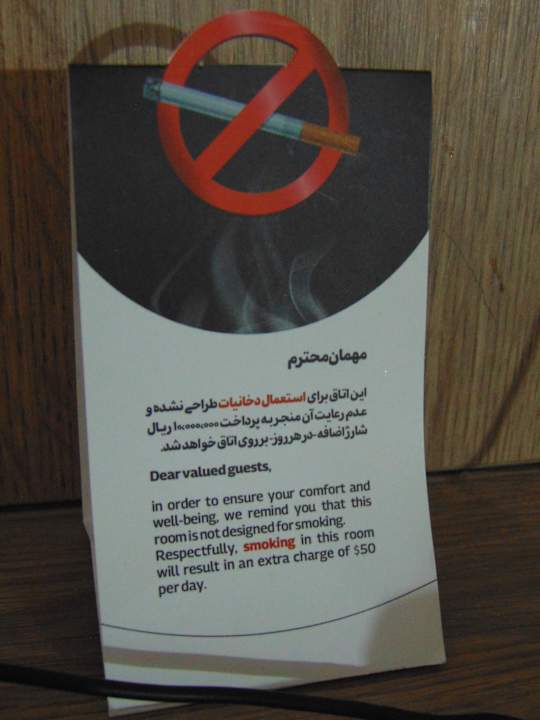 مهمان محترم
این اتاق برای استعمال دخانیات طراحی نشده و
عدم رعایت آن منجر به پرداخت ۱۰،۰۰۰،۰۰۰ ریال
شارژ اضافه -در هر روز- بر روی اتاق خواهد شد.
Dear valued guests,
in order to ensure your comfort and
well-being, we remind you that this
room is not designed for smoking.
Respectfully, smoking in this room
will result in an extra charge of $50
per day.